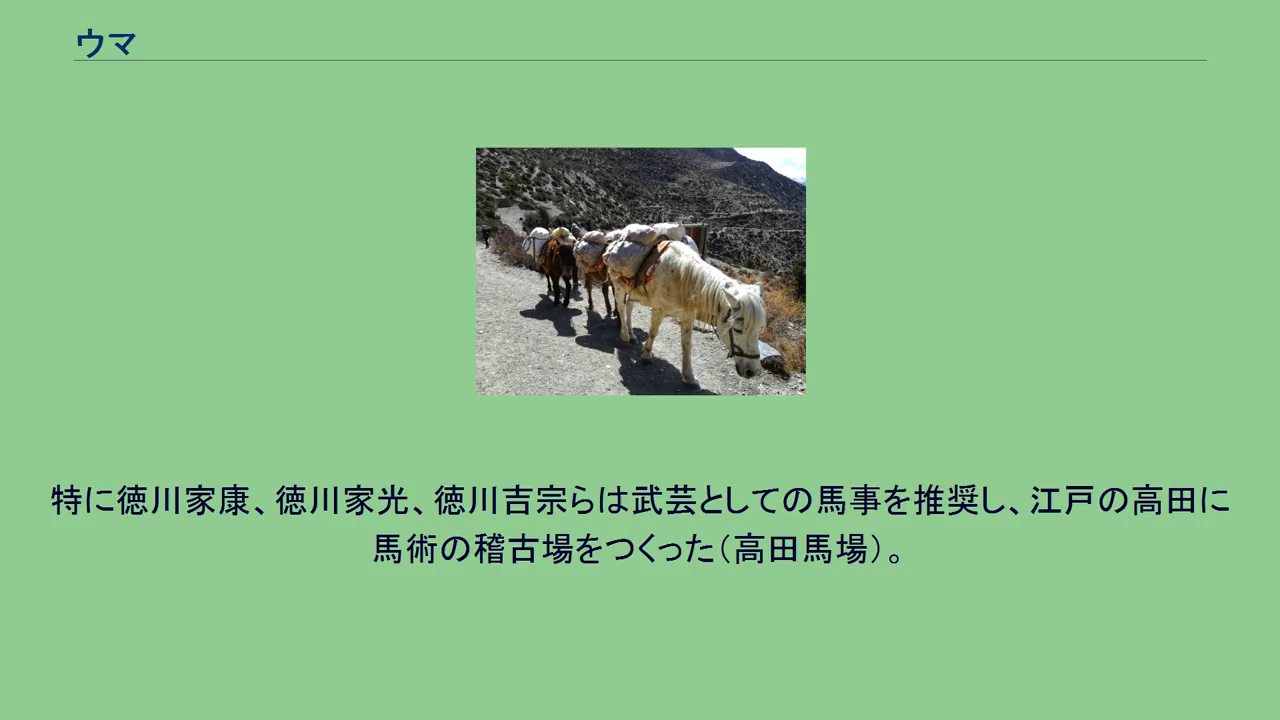 ウマ
特に徳川家康、徳川家光、徳川吉宗らは武芸としての馬事を推奨し、江戸の高田に
馬術の稽古場をつくった（高田馬場）。